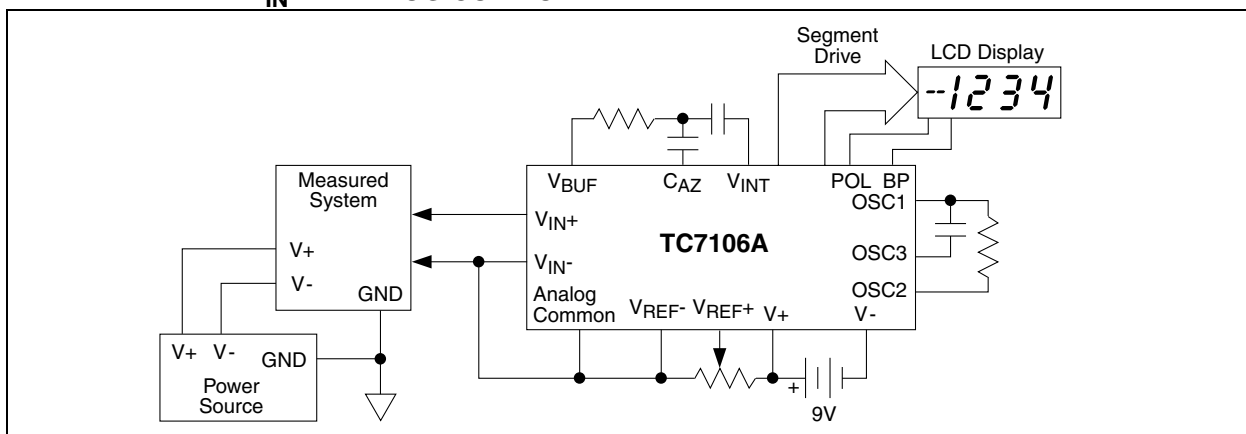 IN
Segment
Drive
LCD Display
-1234
Measured
System
V+
V-
GND
V+ V- GND
Power
Source
VBUF CAZ VINT POL BP
VIN+
VIN-
TC7106A
OSC1
OSC3
OSC2
Analog
Common
VREF- VREF+ V+ V-
+
9V